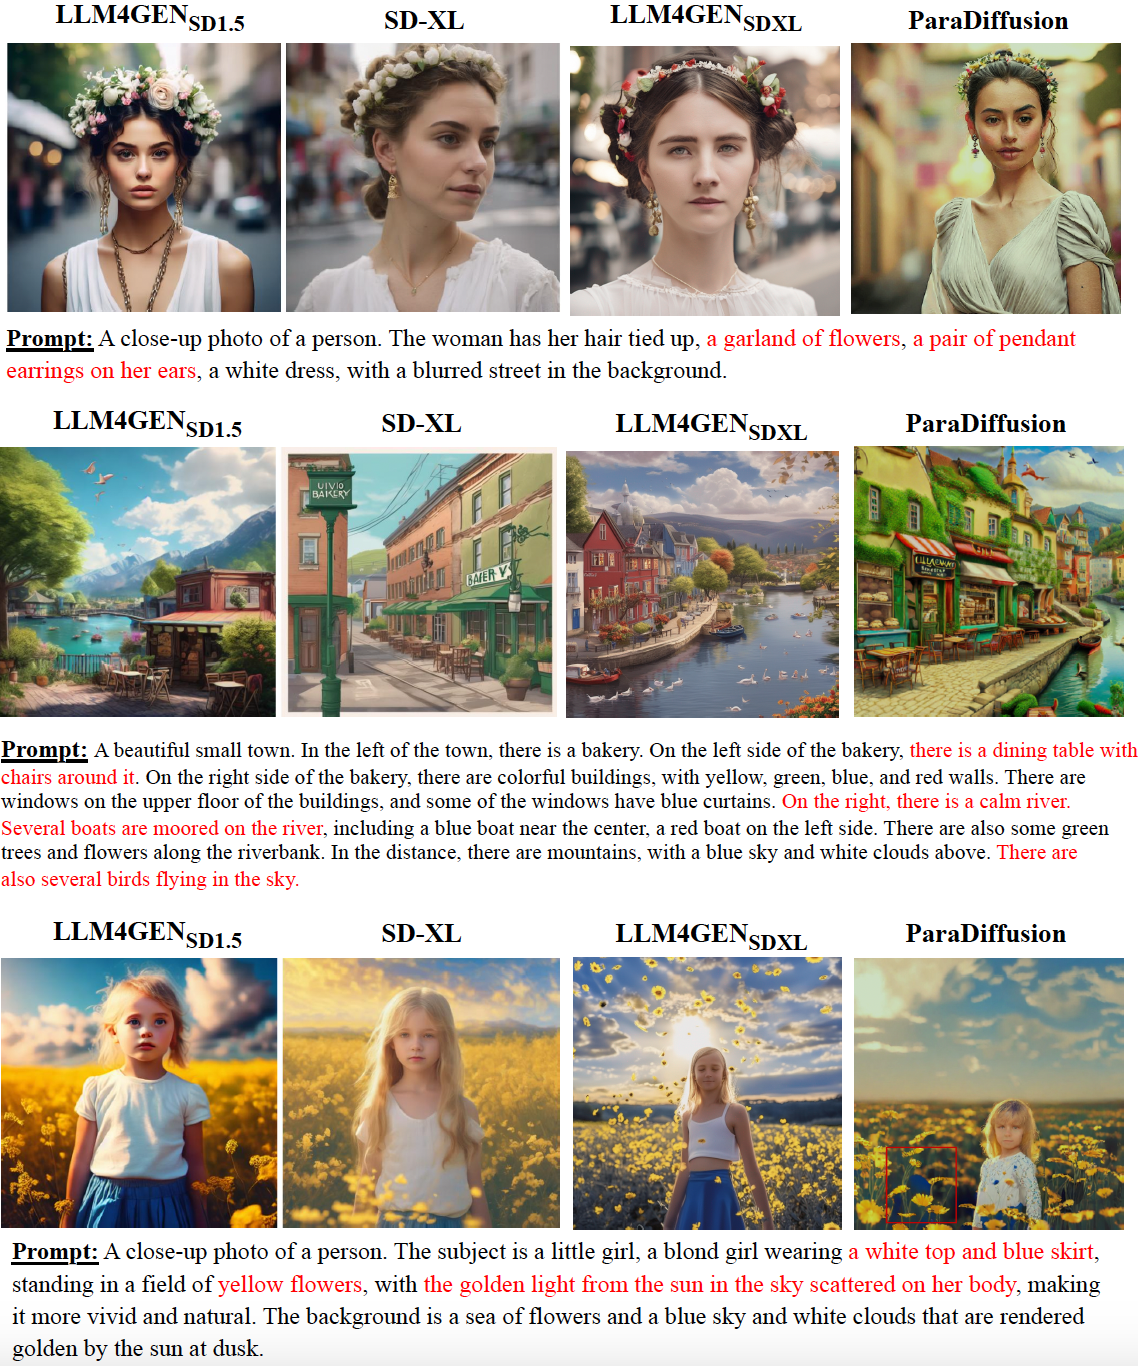 LLM4GEN_SD1.5 SD-XL LLM4GEN_SDXL ParaDiffusion
Prompt: A close-up photo of a person. The woman has her hair tied up, a garland of flowers, a pair of pendant
earrings on her ears, a white dress, with a blurred street in the background.
LLM4GEN_SD1.5 SD-XL LLM4GEN_SDXL ParaDiffusion
UIVIO
BAKERY
BAIER Y
Prompt: A beautiful small town. In the left of the town, there is a bakery. On the left side of the bakery, there is a dining table with
chairs around it. On the right side of the bakery, there are colorful buildings, with yellow, green, blue, and red walls. There are
windows on the upper floor of the buildings, and some of the windows have blue curtains. On the right, there is a calm river.
Several boats are moored on the river, including a blue boat near the center, a red boat on the left side. There are also some green
trees and flowers along the riverbank. In the distance, there are mountains, with a blue sky and white clouds above. There are
also several birds flying in the sky.
LLM4GEN_SD1.5 SD-XL LLM4GEN_SDXL ParaDiffusion
Prompt: A close-up photo of a person. The subject is a little girl, a blond girl wearing a white top and blue skirt,
standing in a field of yellow flowers, with the golden light from the sun in the sky scattered on her body, making
it more vivid and natural. The background is a sea of flowers and a blue sky and white clouds that are rendered
golden by the sun at dusk.